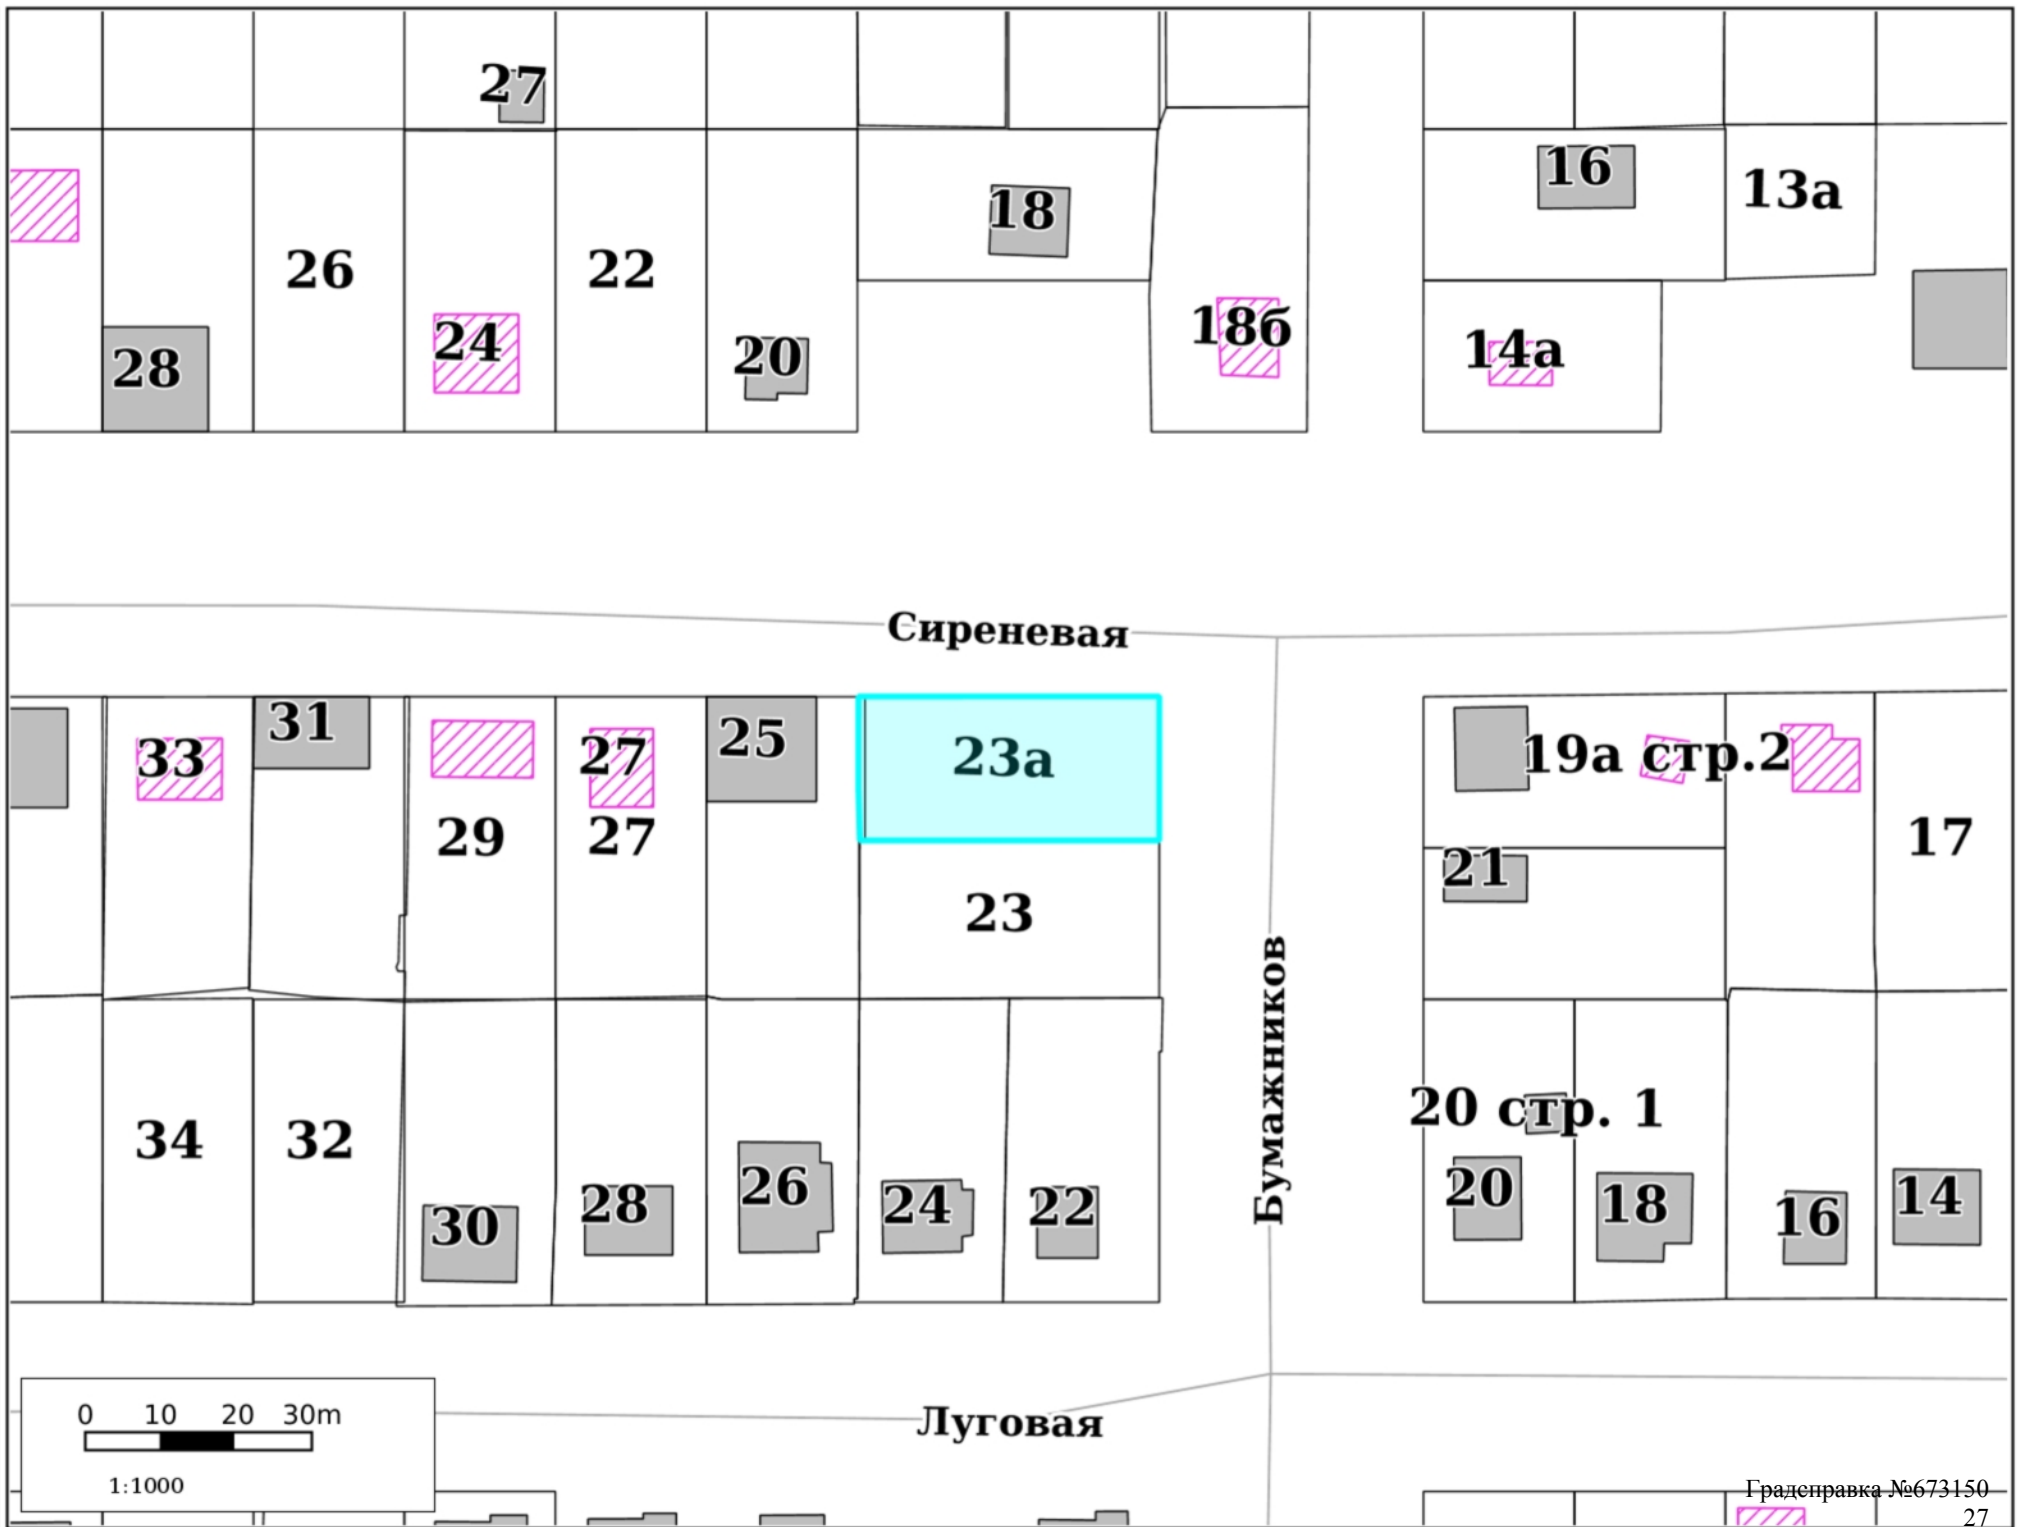 27
16
13а
18
26
22
18б
24
20
14а
28
Сиреневая
31
25
33
27
23а
19а стр.2
29
27
17
21
23
Бумажников
20 стр. 1
34
32
26
20
14
28
24
22
18
30
16
0 10 20 30m
1:1000
Луговая
Градсправка №673150
27